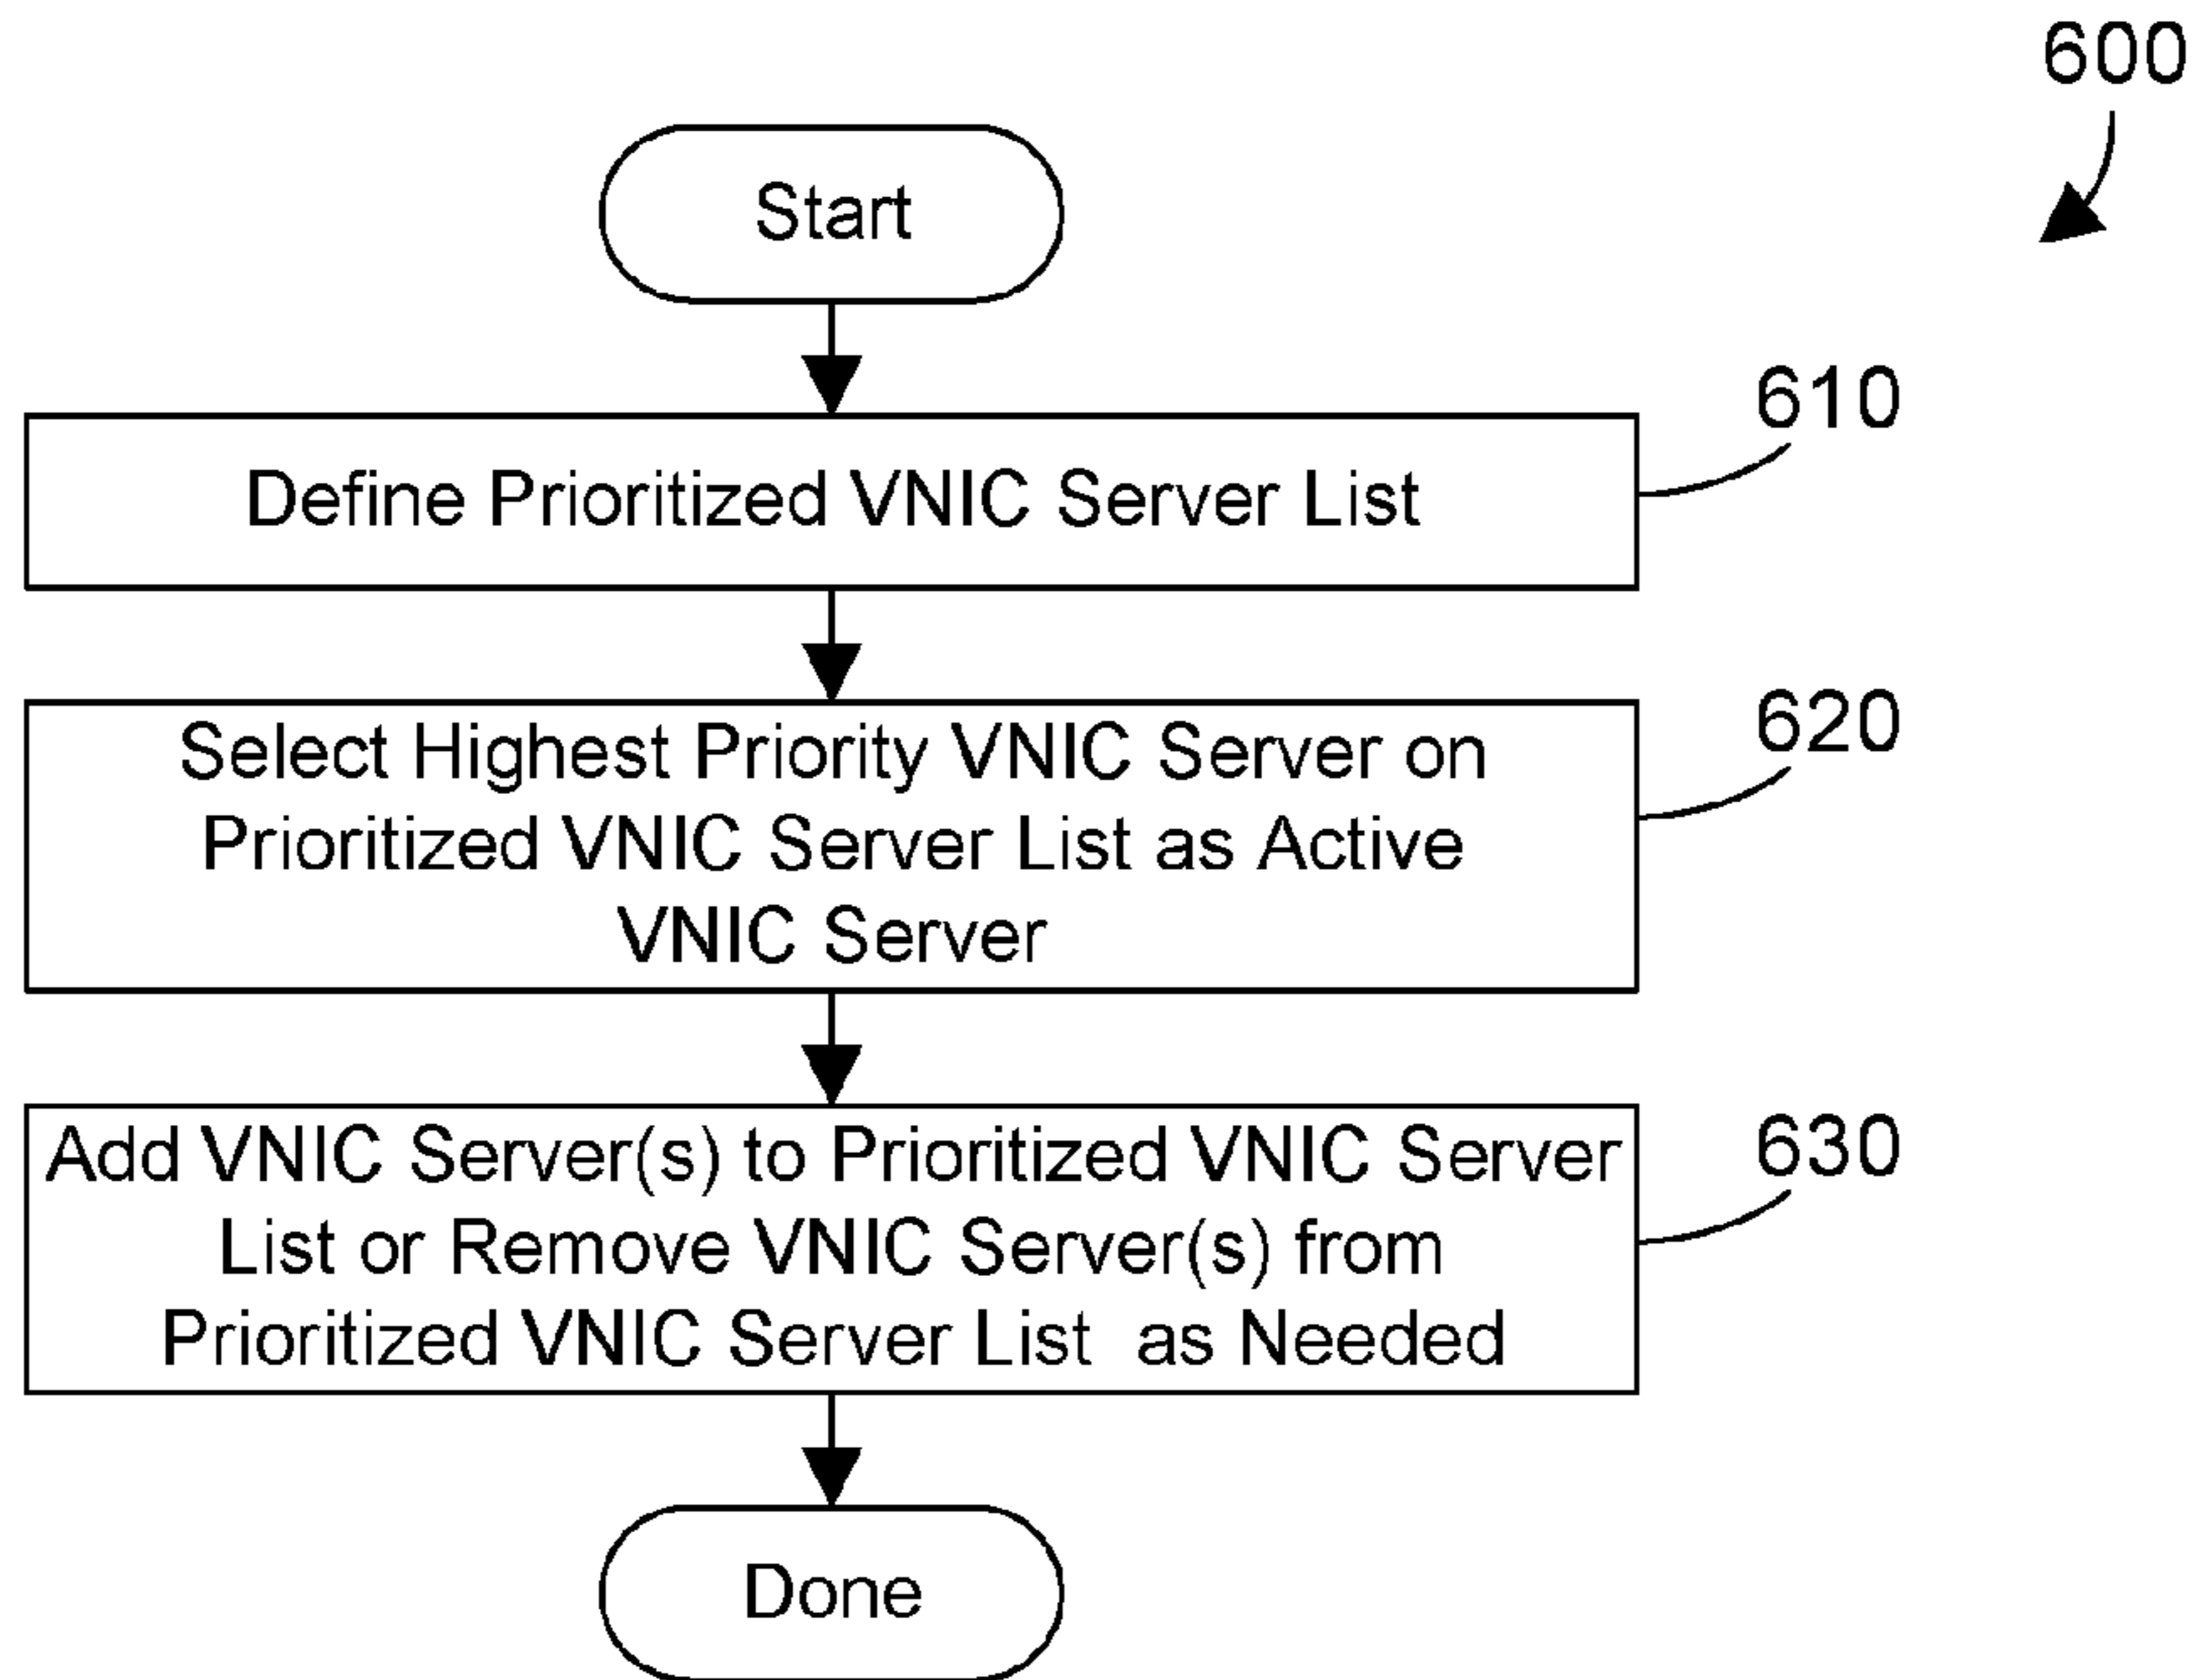 600
Start
610
Define Prioritized VNIC Server List
620
Select Highest Priority VNIC Server on
Prioritized VNIC Server List as Active
VNIC Server
630
Add VNIC Server(s) to Prioritized VNIC Server
List or Remove VNIC Server(s) from
Prioritized VNIC Server List as Needed
Done